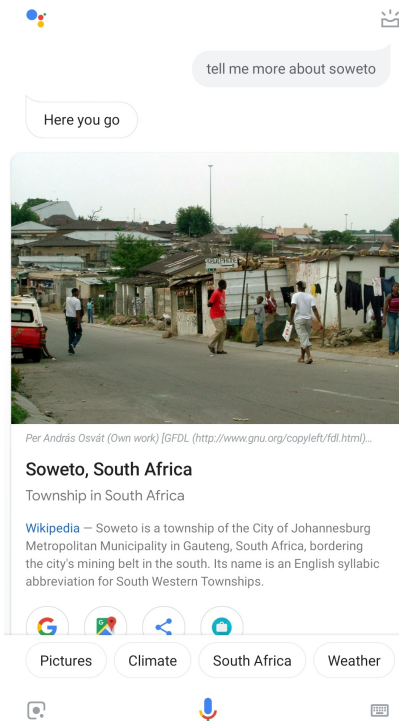 tell me more about soweto
Here you go
Per András Osvát (Own work) [GFDL (http://www.gnu.org/copyleft/fdl.html)...
Soweto, South Africa
Township in South Africa
Wikipedia — Soweto is a township of the City of Johannesburg
Metropolitan Municipality in Gauteng, South Africa, bordering
the city's mining belt in the south. Its name is an English syllabic
abbreviation for South Western Townships.
Pictures
Climate
South Africa
Weather